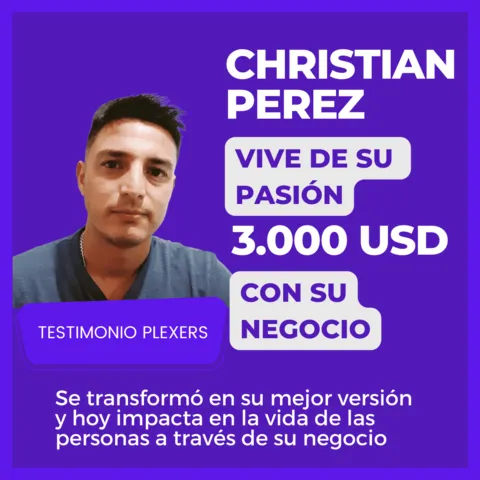 CHRISTIAN
PEREZ
VIVE DE SU
PASIÓN
3.000 USD
CON SU
NEGOCIO
TESTIMONIO PLEXERS
Se transformó en su mejor versión
y hoy impacta en la vida de las
personas a través de su negocio